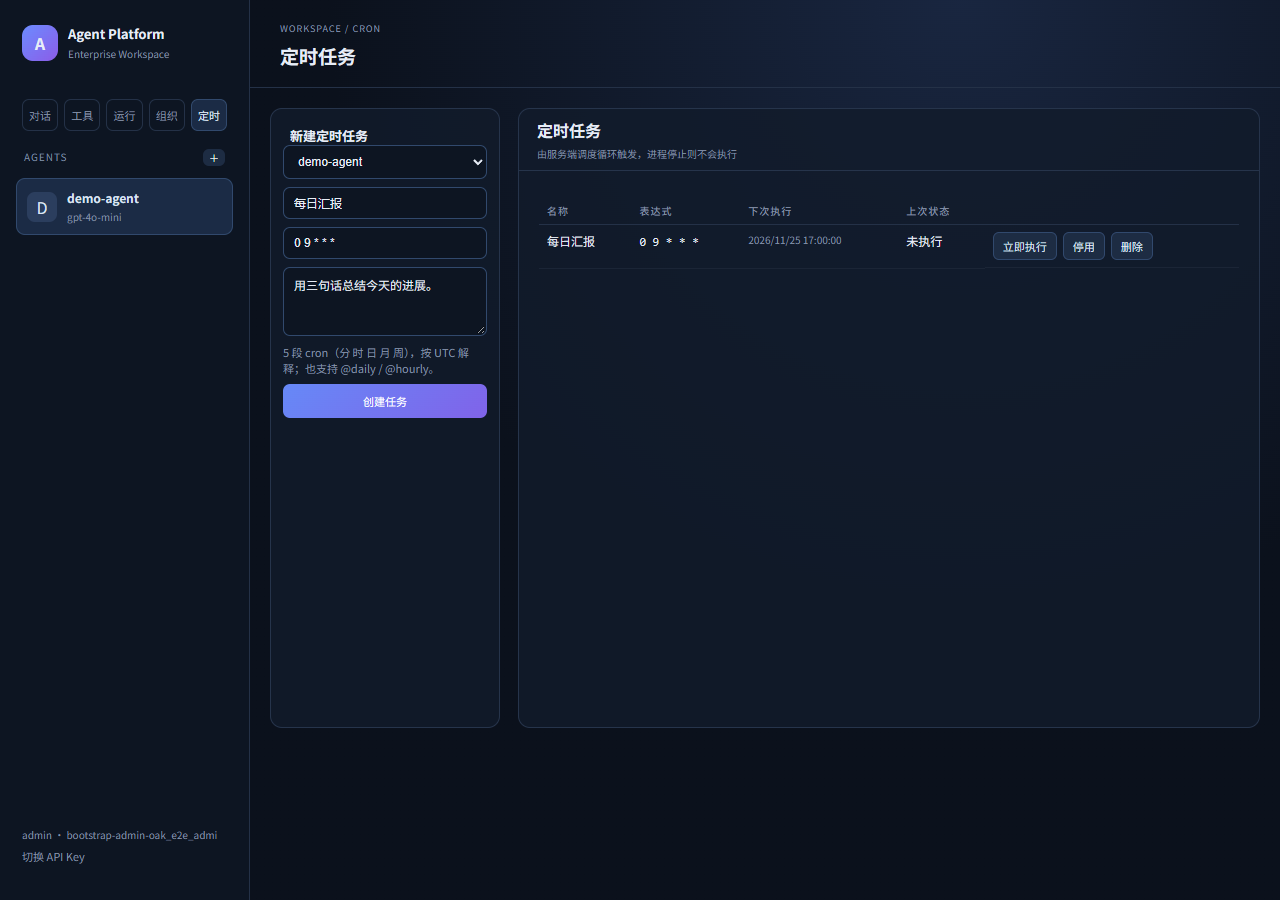 A
Agent Platform
Enterprise Workspace
对话 工具 运行 组织 定时
AGENTS +
D
demo-agent
gpt-4o-mini
admin · bootstrap-admin-oak_e2e_admi
切换 API Key
WORKSPACE / CRON
定时任务
新建定时任务
demo-agent
每日汇报
0 9 * * *
用三句话总结今天的进展。
5 段 cron（分 时 日 月 周），按 UTC 解
释；也支持 @daily / @hourly。
创建任务
定时任务
由服务端调度循环触发，进程停止则不会执行
名称 表达式 下次执行 上次状态
每日汇报 0 9 * * * 2026/11/25 17:00:00 未执行 立即执行 停用 删除